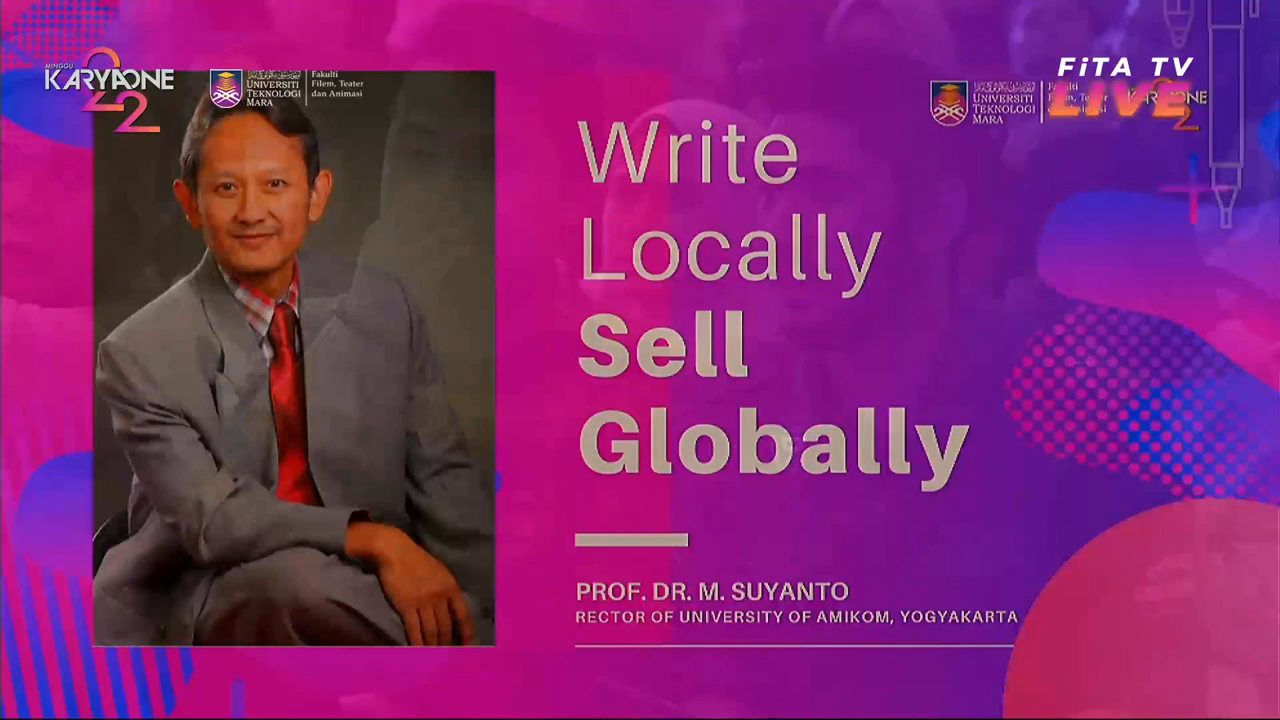 MINGGU
KARYAONE
22
UNIVERSITI
TEKNOLOGI
MARA
Fakulti
Filem, Teater
dan Animasi
FiTA TV
LIVE
UNIVERSITI
TEKNOLOGI
MARA
Write
Locally
Sell
Globally
PROF. DR. M. SUYANTO
RECTOR OF UNIVERSITY OF AMIKOM, YOGYAKARTA